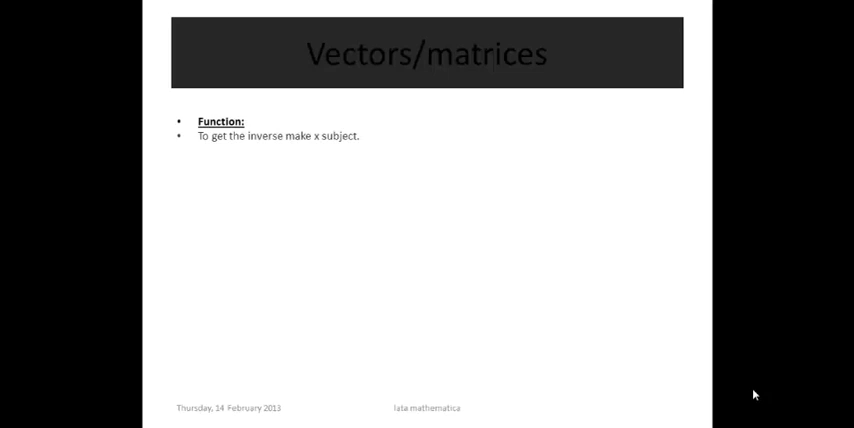 Vectors/matrices
• Function:
• To get the inverse make x subject.
Thursday, 14 February 2013
lata mathematica